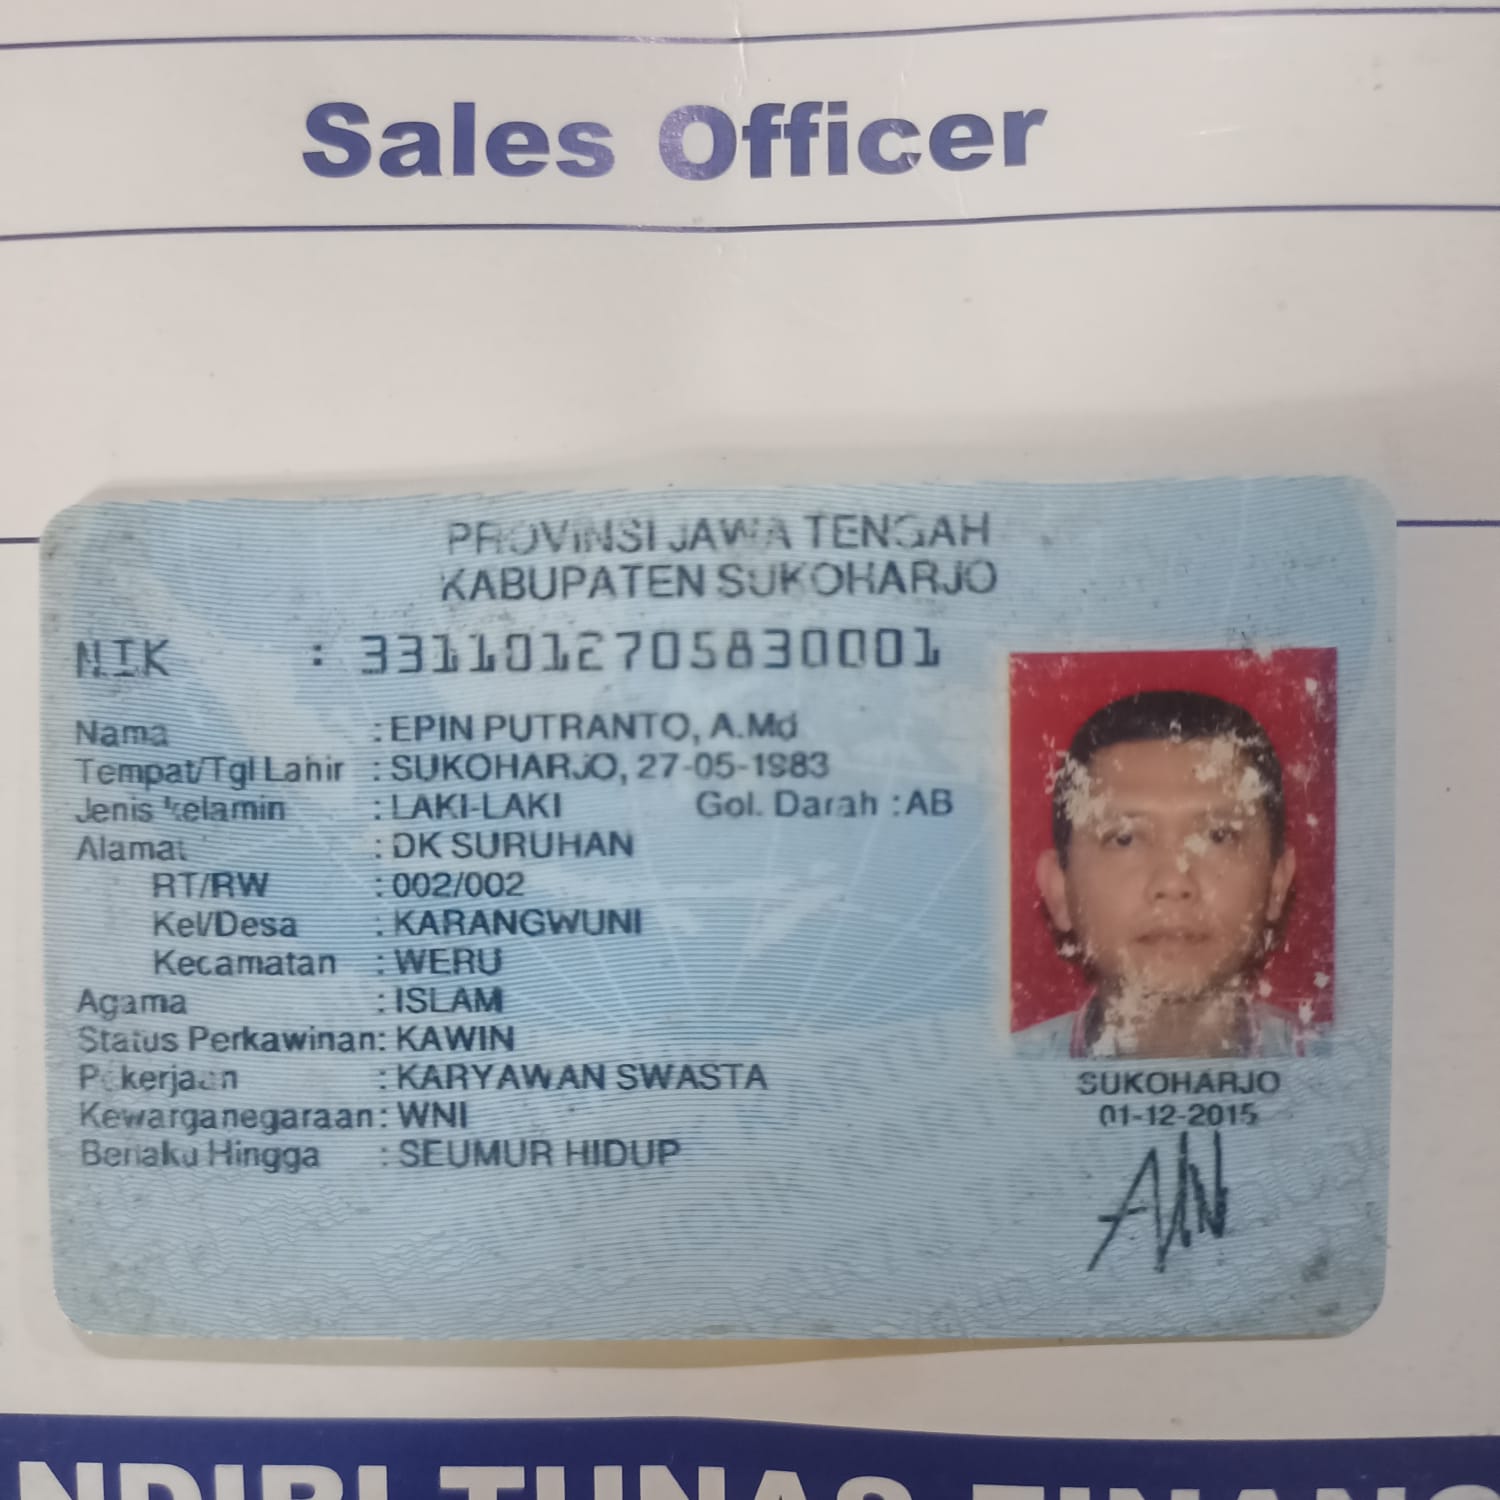 Sales Officer
PROVINSI JAWA TENGAH
KABUPATEN SUKOHARJO
NIK : 3311012705830001
Nama : EPIN PUTRANTO, A.Md
Tempat/Tgl Lahir : SUKOHARJO, 27-05-1983
Jenis kelamin : LAKI-LAKI Gol. Darah : AB
Alamat : DK SURUHAN
RT/RW : 002/002
Kel/Desa : KARANGWUNI
Kecamatan : WERU
Agama : ISLAM
Status Perkawinan: KAWIN
Pekerjaan : KARYAWAN SWASTA
Kewarganegaraan: WNI
Berlaku Hingga : SEUMUR HIDUP
SUKOHARJO
01-12-2015
NDIRI TUNAS FINANC